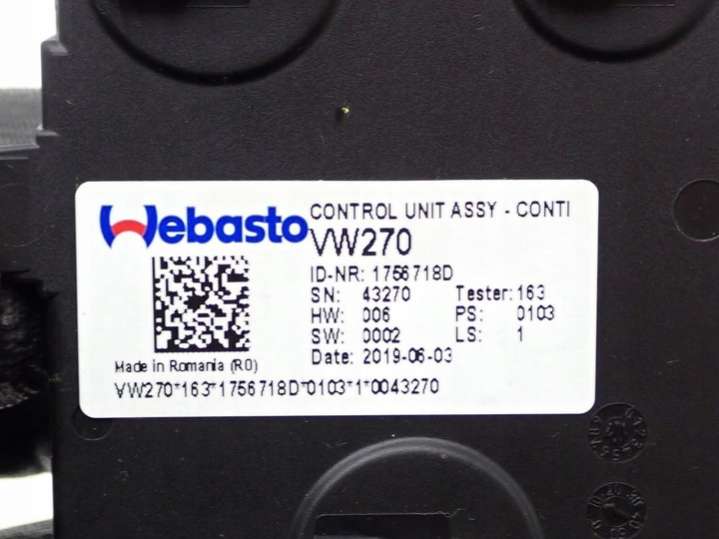 Webasto
CONTROL UNIT ASSY - CONTI
VW270
ID-NR: 1756718D
SN: 43270 Tester: 163
HW: 006 PS: 0103
SW: 0002 LS: 1
Date: 2019-06-03
Made in Romania (RO)
VW270*163*1756718D*0103*1*0043270